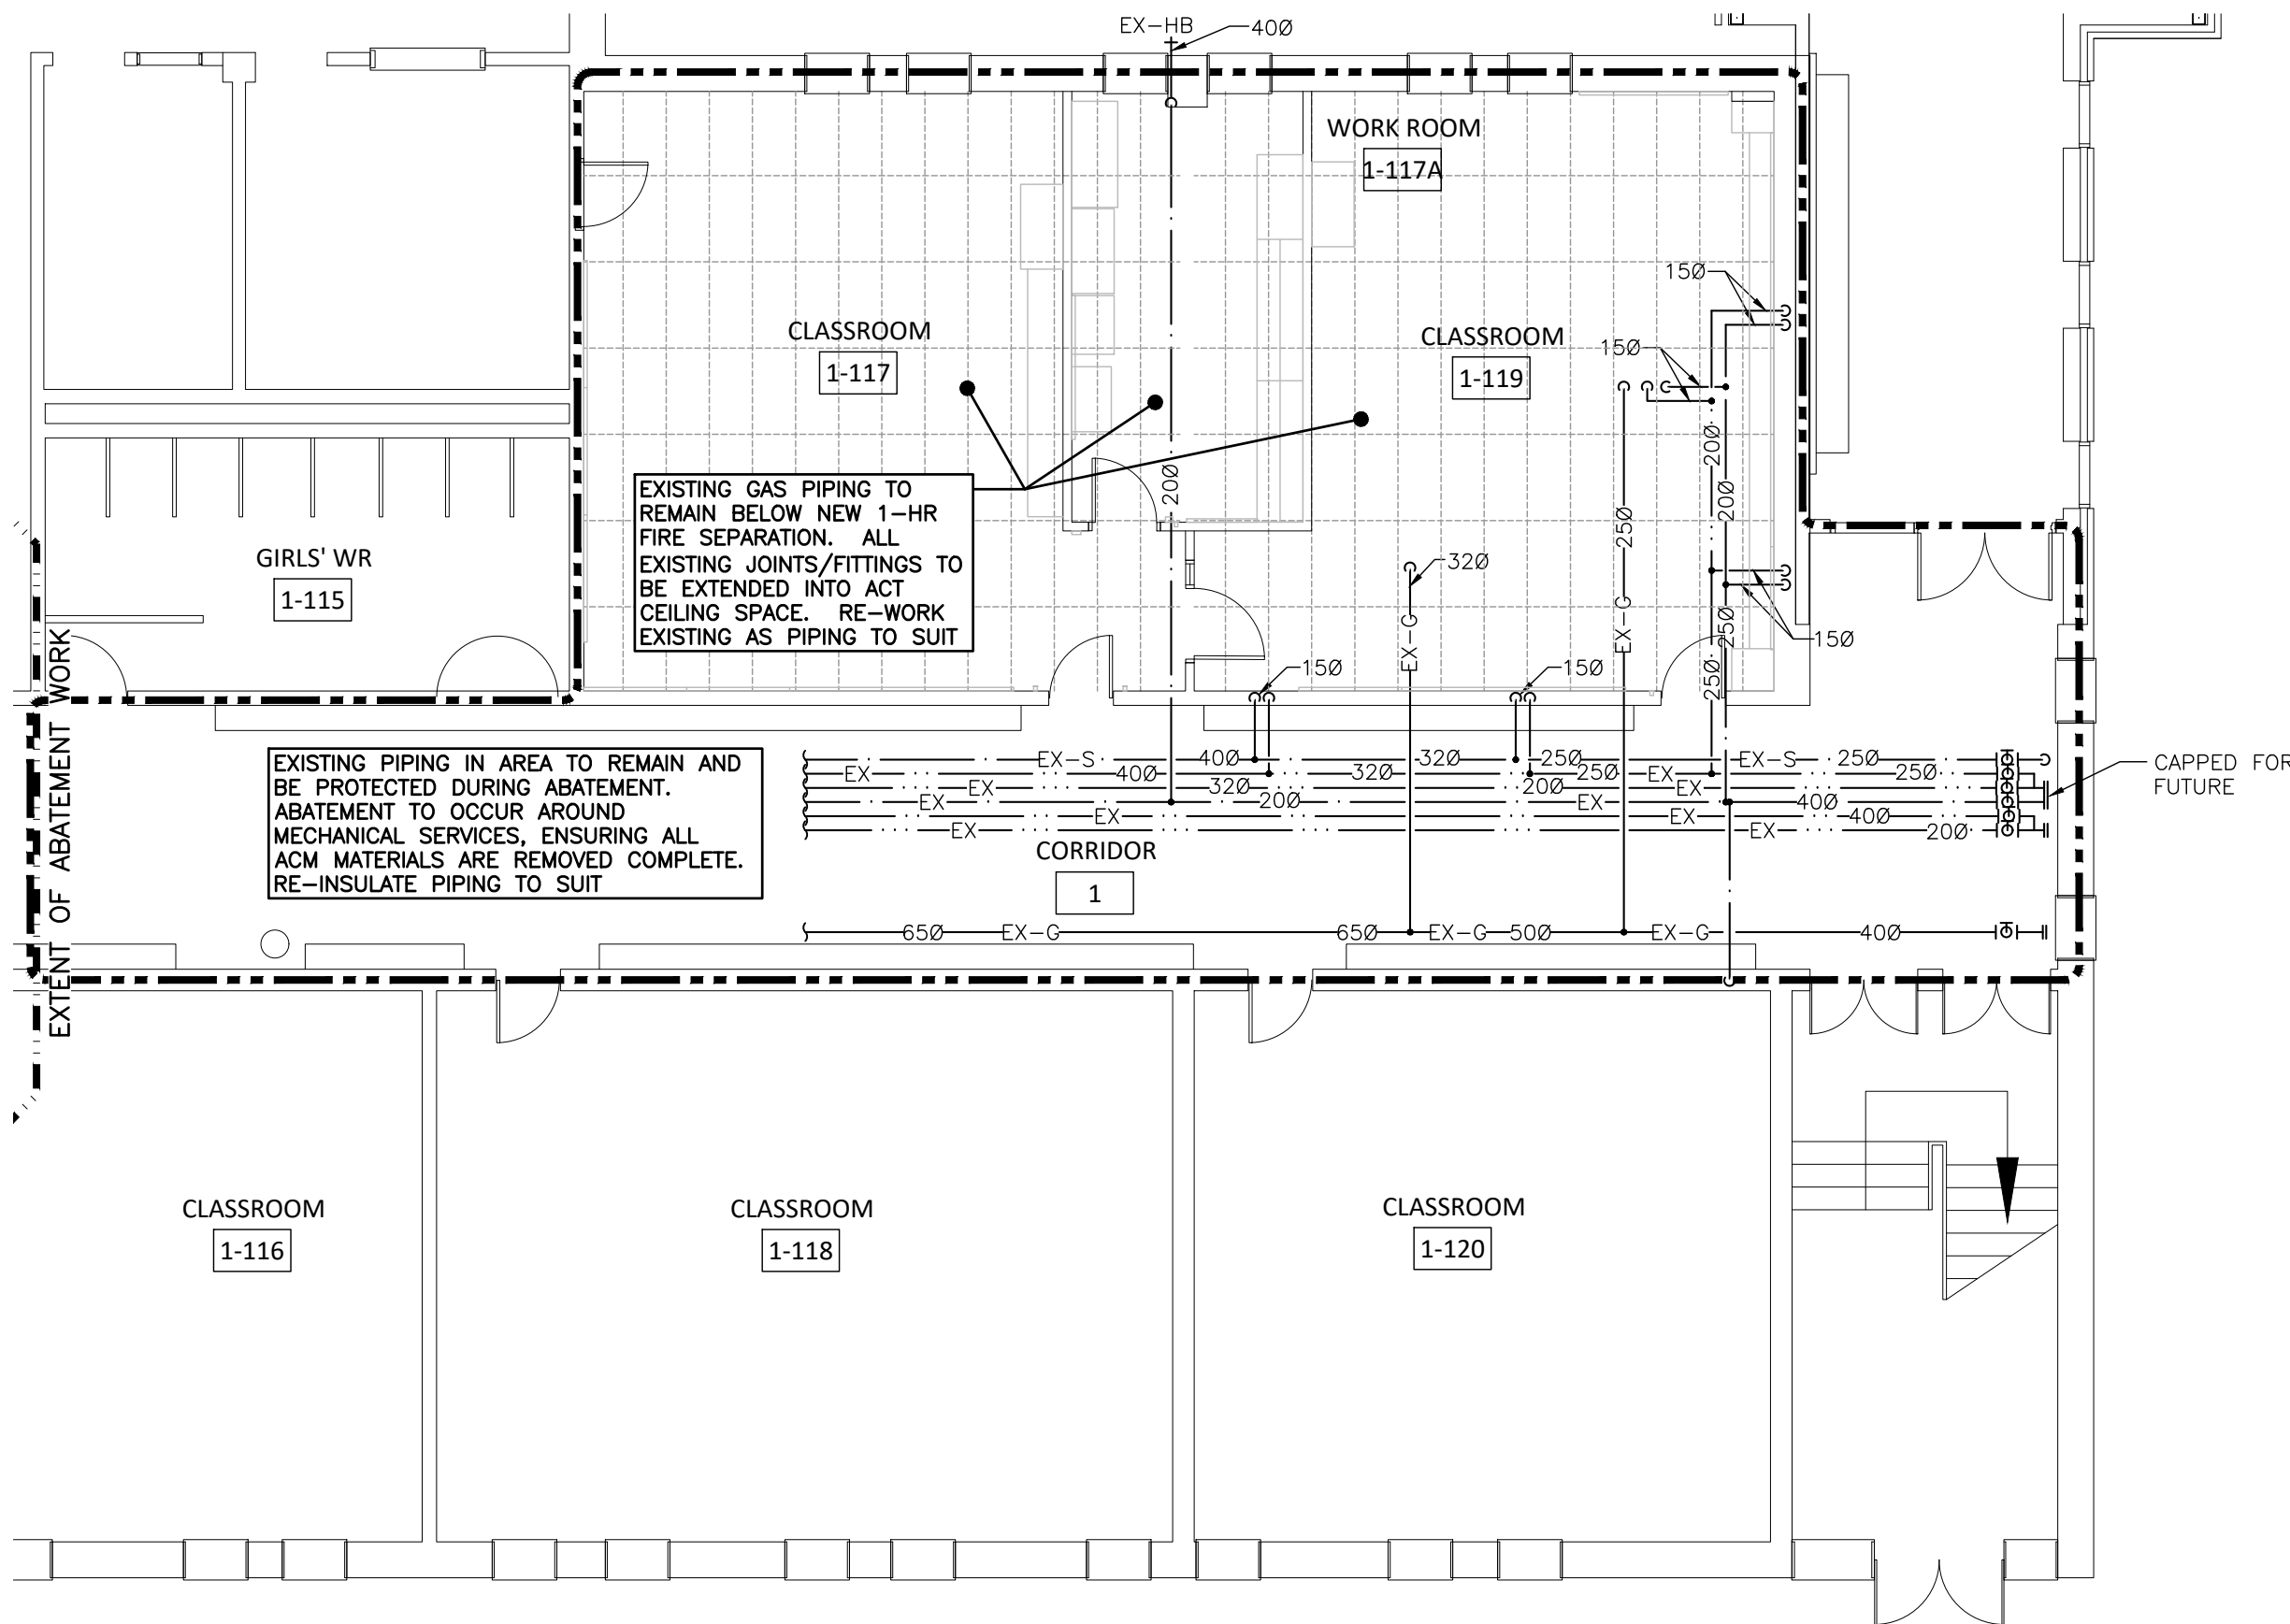 EX-HB
40Ø
WORK ROOM
1-117A
15Ø
CLASSROOM
1-117
CLASSROOM
1-119
15Ø
20Ø
20Ø
20Ø
25Ø
EXISTING GAS PIPING TO
REMAIN BELOW NEW 1-HR
FIRE SEPARATION. ALL
EXISTING JOINTS/FITTINGS TO
BE EXTENDED INTO ACT
CEILING SPACE. RE-WORK
EXISTING AS PIPING TO SUIT
GIRLS' WR
1-115
32Ø
EX-G
EX-G
25Ø
25Ø
15Ø
15Ø
15Ø
EXTENT OF ABATEMENT WORK
EXISTING PIPING IN AREA TO REMAIN AND
BE PROTECTED DURING ABATEMENT.
ABATEMENT TO OCCUR AROUND
MECHANICAL SERVICES, ENSURING ALL
ACM MATERIALS ARE REMOVED COMPLETE.
RE-INSULATE PIPING TO SUIT
EX-S 40Ø 32Ø 25Ø EX-S 25Ø
EX 40Ø 32Ø 25Ø EX 25Ø
EX 32Ø 20Ø EX
EX 20Ø EX 40Ø
EX EX 40Ø
EX EX 20Ø
CAPPED FOR
FUTURE
CORRIDOR
1
65Ø EX-G 65Ø EX-G 50Ø EX-G 40Ø
CLASSROOM
1-116
CLASSROOM
1-118
CLASSROOM
1-120